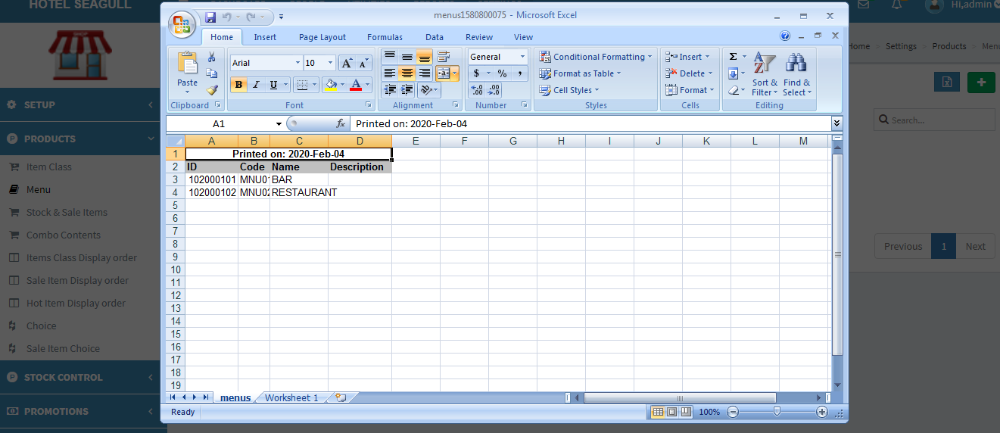 HOTEL SEAGULL
Hi,admin
SETUP
PRODUCTS
Item Class
Menu
Stock & Sale Items
Combo Contents
Items Class Display order
Sale Item Display order
Hot Item Display order
Choice
Sale Item Choice
STOCK CONTROL
PROMOTIONS
menus1580800075 - Microsoft Excel
Home Insert Page Layout Formulas Data Review View
Paste
Clipboard
Arial 10
B I U
A A
Font
Alignment
General
$ % ,
Number
Conditional Formatting
Format as Table
Cell Styles
Styles
Insert
Delete
Format
Cells
Σ
Sort & Filter
Find & Select
Editing
A1 fx Printed on: 2020-Feb-04
A B C D E F G H I J K L M
1 Printed on: 2020-Feb-04
2 ID Code Name Description
3 102000101 MNU01 BAR
4 102000102 MNU02 RESTAURANT
5
6
7
8
9
10
11
12
13
14
15
16
17
18
19
menus Worksheet 1
Ready 100%
Home > Settings > Products > Menu
Search...
Previous 1 Next